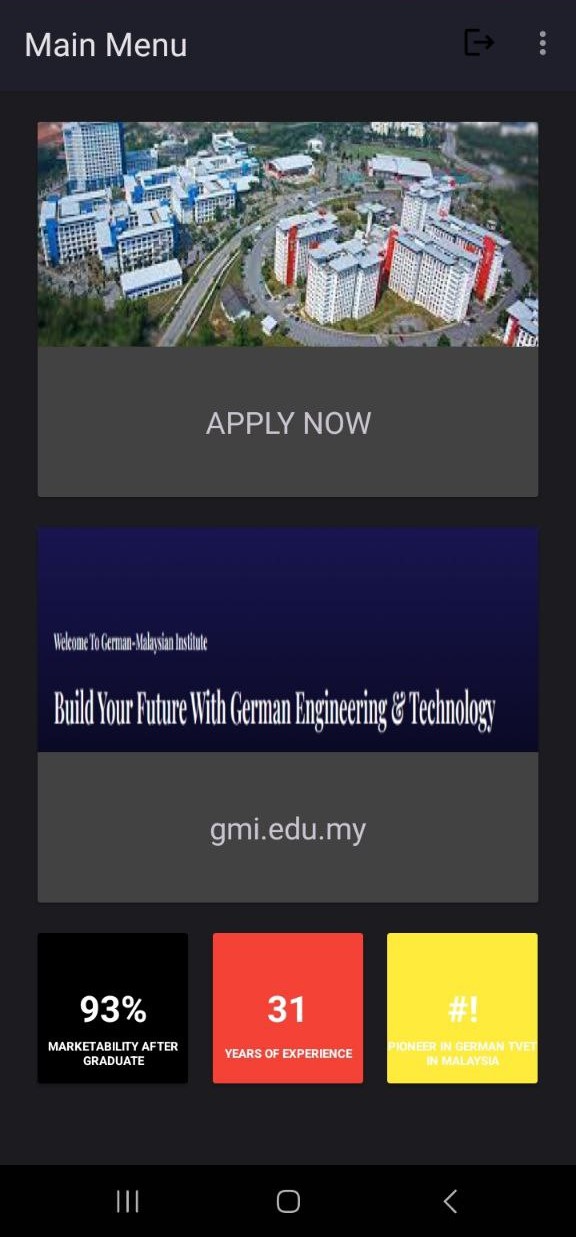 Main Menu
APPLY NOW
Welcome To German-Malaysian Institute
Build Your Future With German Engineering & Technology
gmi.edu.my
93%
MARKETABILITY AFTER
GRADUATE
31
YEARS OF EXPERIENCE
#!
PIONEER IN GERMAN TVET
IN MALAYSIA